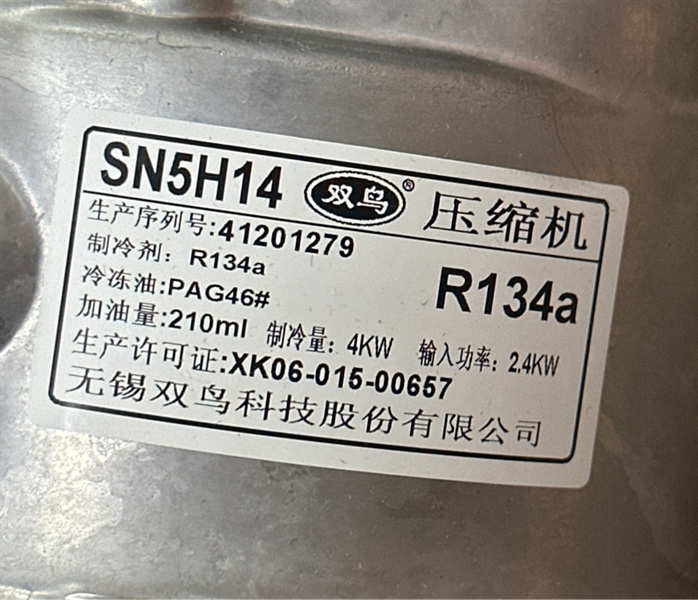 SN5H14 双鸟® 压缩机
生产序列号:41201279
制冷剂：R134a
R134a
冷冻油:PAG46#
加油量:210ml 制冷量：4KW 输入功率：2.4KW
生产许可证:XK06-015-00657
无锡双鸟科技股份有限公司